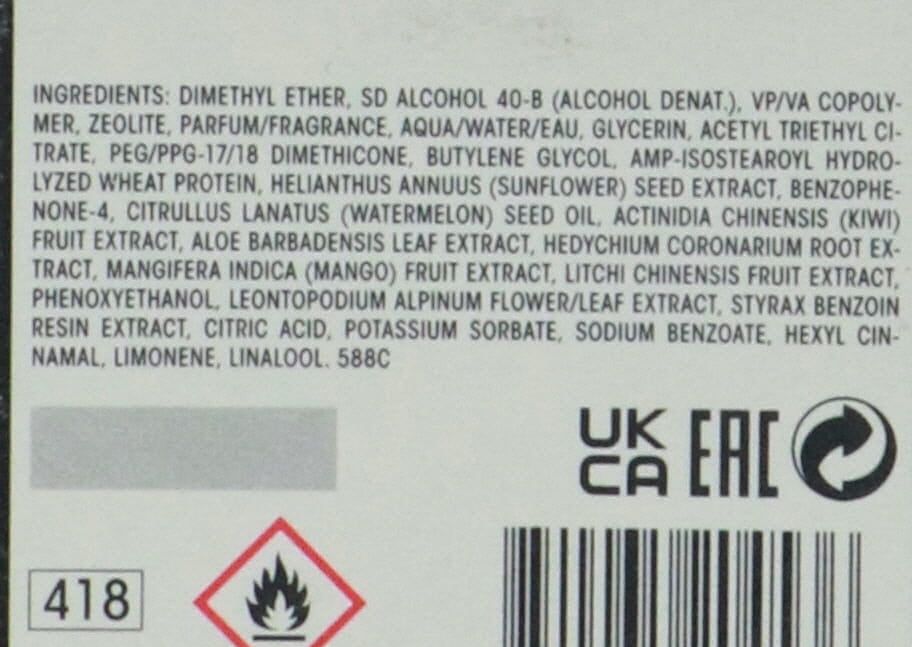 INGREDIENTS: DIMETHYL ETHER, SD ALCOHOL 40-B (ALCOHOL DENAT.), VP/VA COPOLY-
MER, ZEOLITE, PARFUM/FRAGRANCE, AQUA/WATER/EAU, GLYCERIN, ACETYL TRIETHYL CI-
TRATE, PEG/PPG-17/18 DIMETHICONE, BUTYLENE GLYCOL, AMP-ISOSTEAROYL HYDRO-
LYZED WHEAT PROTEIN, HELIANTHUS ANNUUS (SUNFLOWER) SEED EXTRACT, BENZOPHE-
NONE-4, CITRULLUS LANATUS (WATERMELON) SEED OIL, ACTINIDIA CHINENSIS (KIWI)
FRUIT EXTRACT, ALOE BARBADENSIS LEAF EXTRACT, HEDYCHIUM CORONARIUM ROOT EX-
TRACT, MANGIFERA INDICA (MANGO) FRUIT EXTRACT, LITCHI CHINENSIS FRUIT EXTRACT,
PHENOXYETHANOL, LEONTOPODIUM ALPINUM FLOWER/LEAF EXTRACT, STYRAX BENZOIN
RESIN EXTRACT, CITRIC ACID, POTASSIUM SORBATE, SODIUM BENZOATE, HEXYL CIN-
NAMAL, LIMONENE, LINALOOL. 588C
UK
CA EAC
418